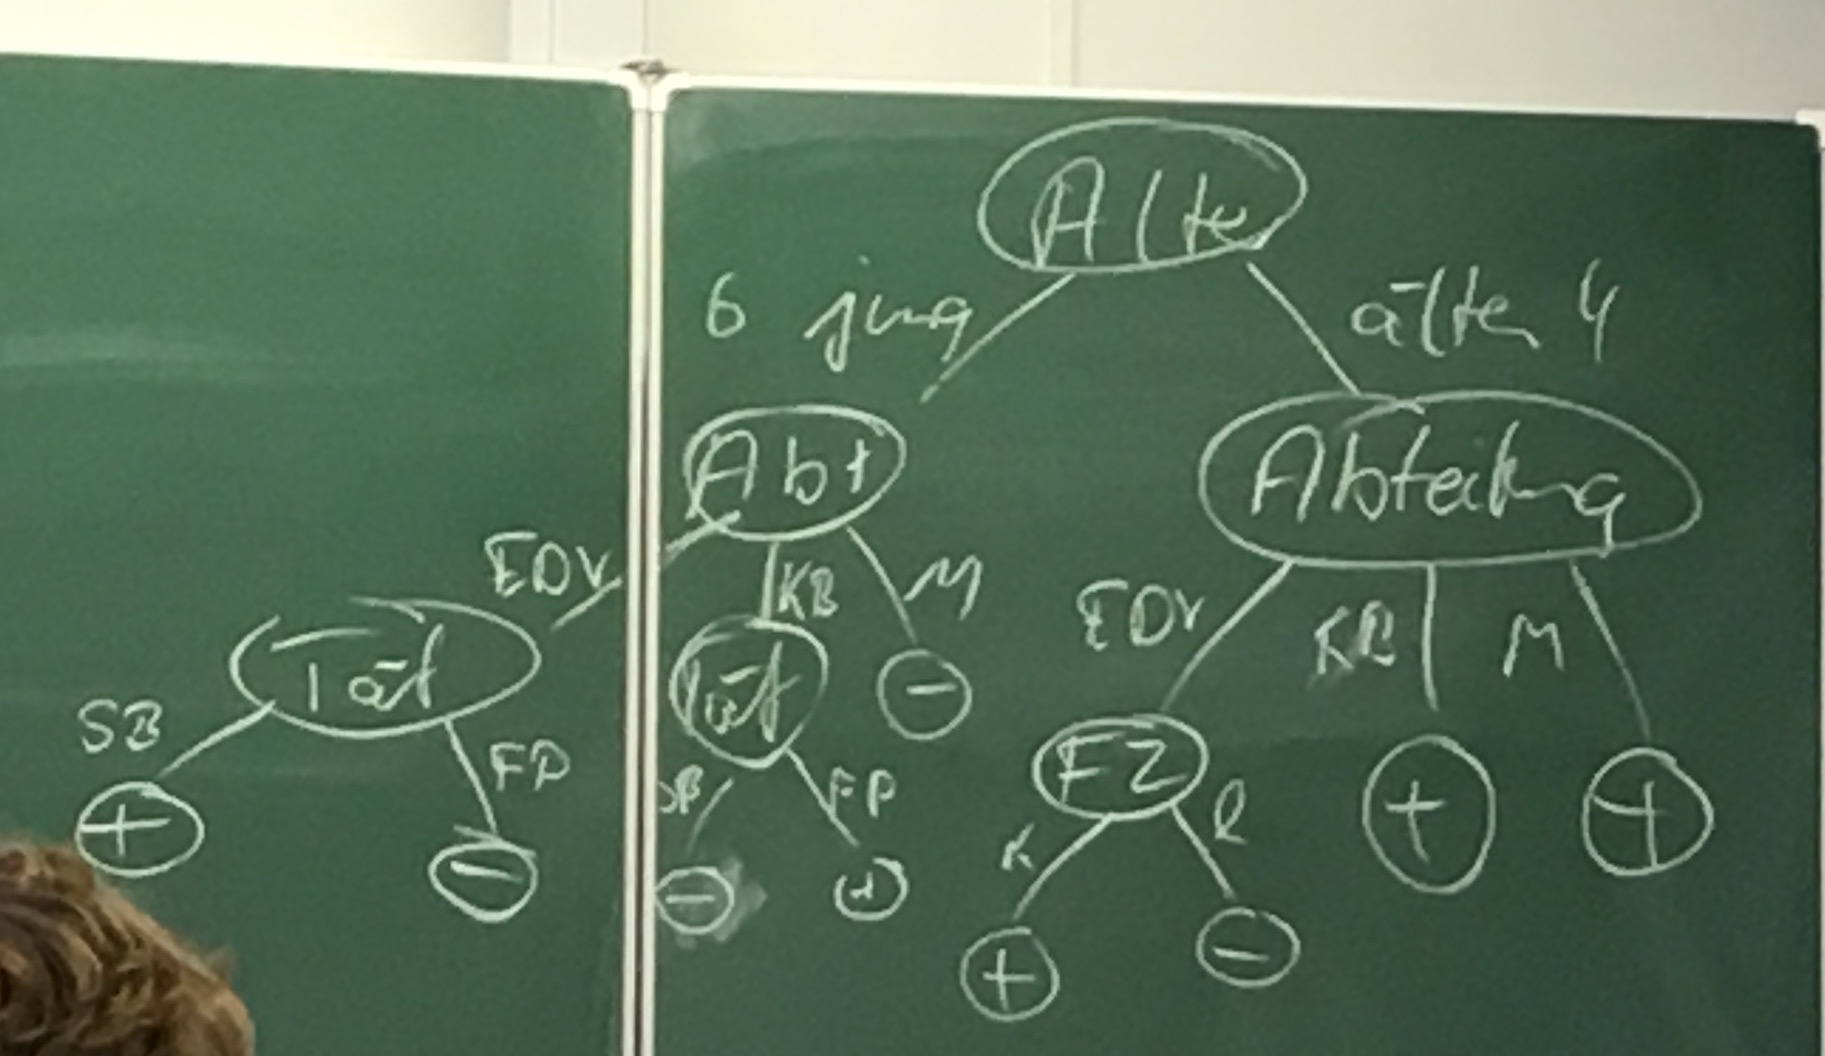 Alter
6 jung älter 4
Abt Abteilung
EDV KB M EDV KB M
Tät Tät - FZ + +
SB FP SB FP K R
+ - - + + -